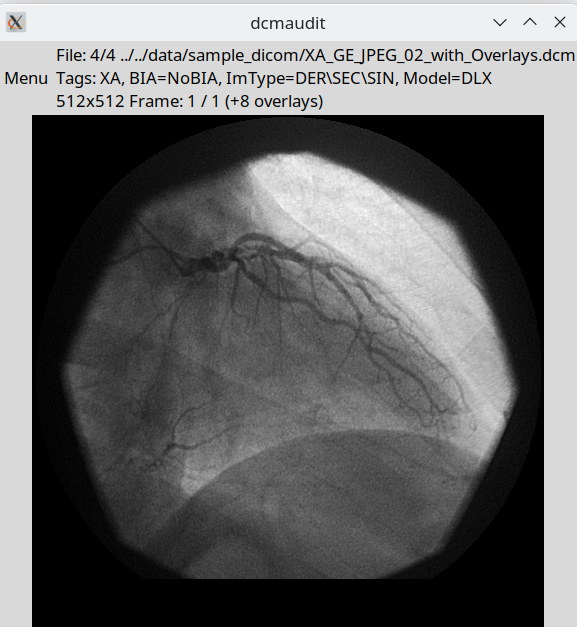 dcmaudit
File: 4/4 ../../data/sample_dicom/XA_GE_JPEG_02_with_Overlays.dcm
Menu Tags: XA, BIA=NoBIA, ImType=DER\SEC\SIN, Model=DLX
512x512 Frame: 1 / 1 (+8 overlays)